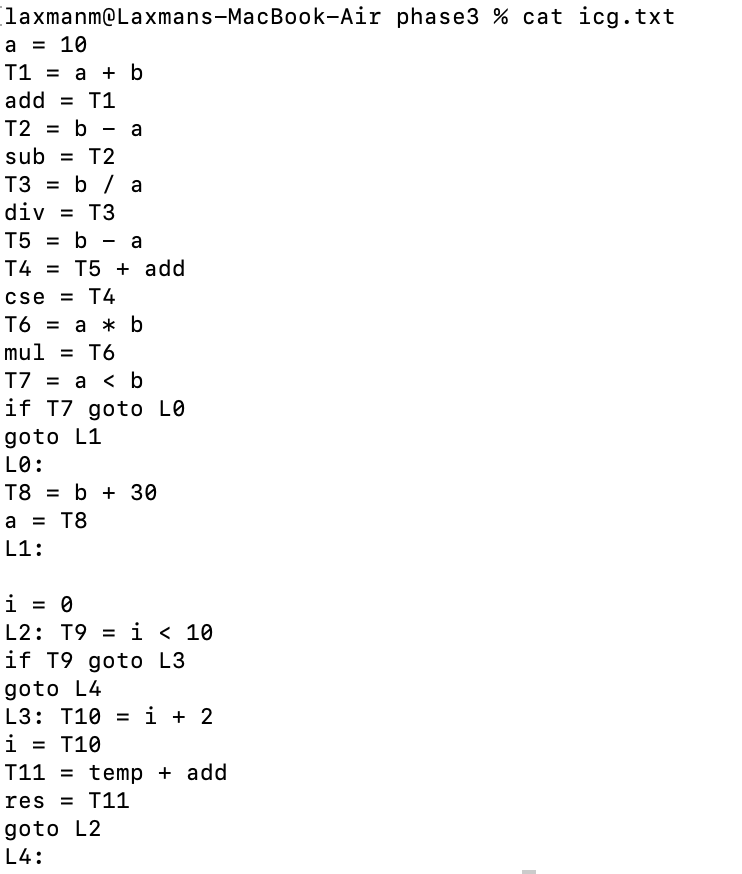 laxmanm@Laxmans-MacBook-Air phase3 % cat icg.txt
a = 10
T1 = a + b
add = T1
T2 = b - a
sub = T2
T3 = b / a
div = T3
T5 = b - a
T4 = T5 + add
cse = T4
T6 = a * b
mul = T6
T7 = a < b
if T7 goto L0
goto L1
L0:
T8 = b + 30
a = T8
L1:

i = 0
L2: T9 = i < 10
if T9 goto L3
goto L4
L3: T10 = i + 2
i = T10
T11 = temp + add
res = T11
goto L2
L4: